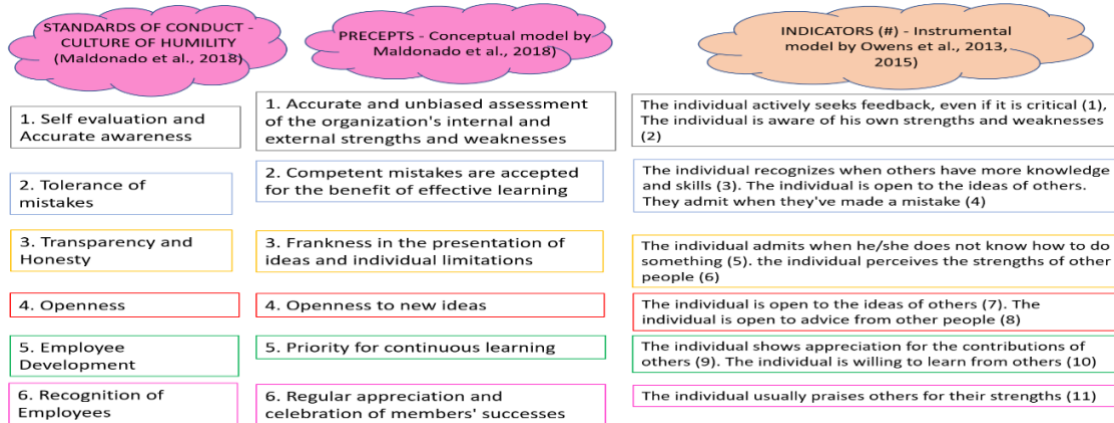 STANDARDS OF CONDUCT -
CULTURE OF HUMILITY
(Maldonado et al., 2018)
PRECEPTS - Conceptual model by
Maldonado et al., 2018)
INDICATORS (#) - Instrumental
model by Owens et al., 2013,
2015)
1. Self evaluation and
Accurate awareness
1. Accurate and unbiased assessment
of the organization's internal and
external strengths and weaknesses
The individual actively seeks feedback, even if it is critical (1),
The individual is aware of his own strengths and weaknesses
(2)
2. Tolerance of
mistakes
2. Competent mistakes are accepted
for the benefit of effective learning
The individual recognizes when others have more knowledge
and skills (3). The individual is open to the ideas of others.
They admit when they've made a mistake (4)
3. Transparency and
Honesty
3. Frankness in the presentation of
ideas and individual limitations
The individual admits when he/she does not know how to do
something (5). the individual perceives the strengths of other
people (6)
4. Openness
4. Openness to new ideas
The individual is open to the ideas of others (7). The
individual is open to advice from other people (8)
5. Employee
Development
5. Priority for continuous learning
The individual shows appreciation for the contributions of
others (9). The individual is willing to learn from others (10)
6. Recognition of
Employees
6. Regular appreciation and
celebration of members' successes
The individual usually praises others for their strengths (11)